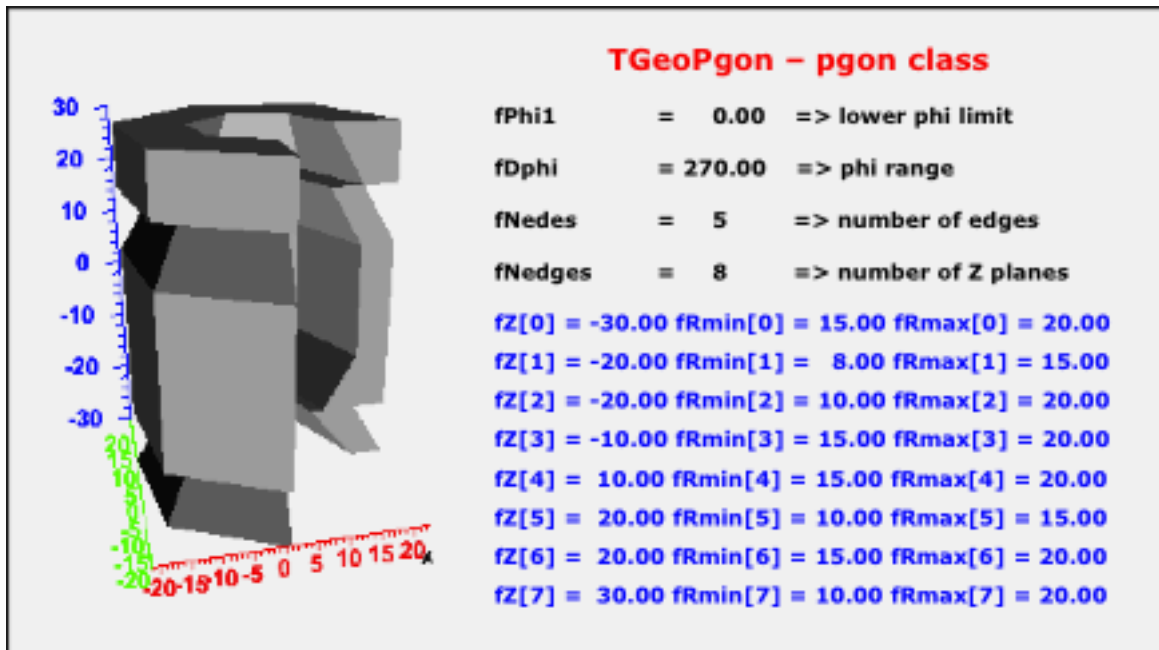 TGeoPgon – pgon class
fPhi1 = 0.00 => lower phi limit
fDphi = 270.00 => phi range
fNedes = 5 => number of edges
fNedges = 8 => number of Z planes
fZ[0] = -30.00 fRmin[0] = 15.00 fRmax[0] = 20.00
fZ[1] = -20.00 fRmin[1] = 8.00 fRmax[1] = 15.00
fZ[2] = -20.00 fRmin[2] = 10.00 fRmax[2] = 20.00
fZ[3] = -10.00 fRmin[3] = 15.00 fRmax[3] = 20.00
fZ[4] = 10.00 fRmin[4] = 15.00 fRmax[4] = 20.00
fZ[5] = 20.00 fRmin[5] = 10.00 fRmax[5] = 15.00
fZ[6] = 20.00 fRmin[6] = 15.00 fRmax[6] = 20.00
fZ[7] = 30.00 fRmin[7] = 10.00 fRmax[7] = 20.00
30
20
10
0
-10
-20
-30
20
15
10
5
-10
-15
-20
-20 -15 -10 -5 0 5 10 15 20